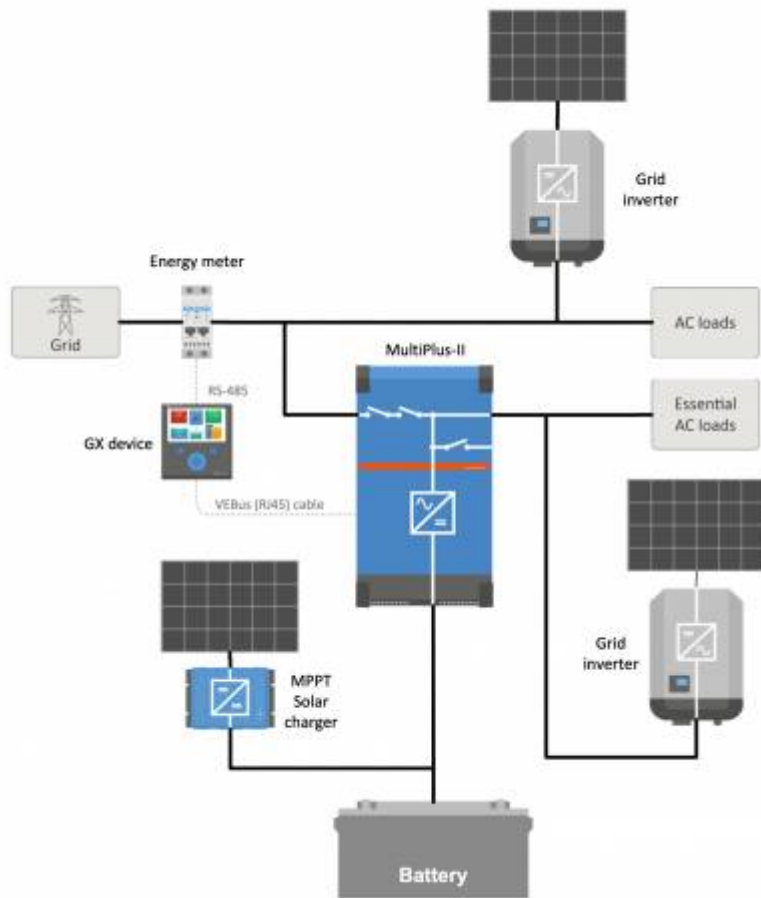 Grid
inverter
Energy meter
Grid
AC loads
MultiPlus-II
RS-485
Essential
AC loads
GX device
VEBus (RJ45) cable
Grid
inverter
MPPT
Solar
charger
Battery